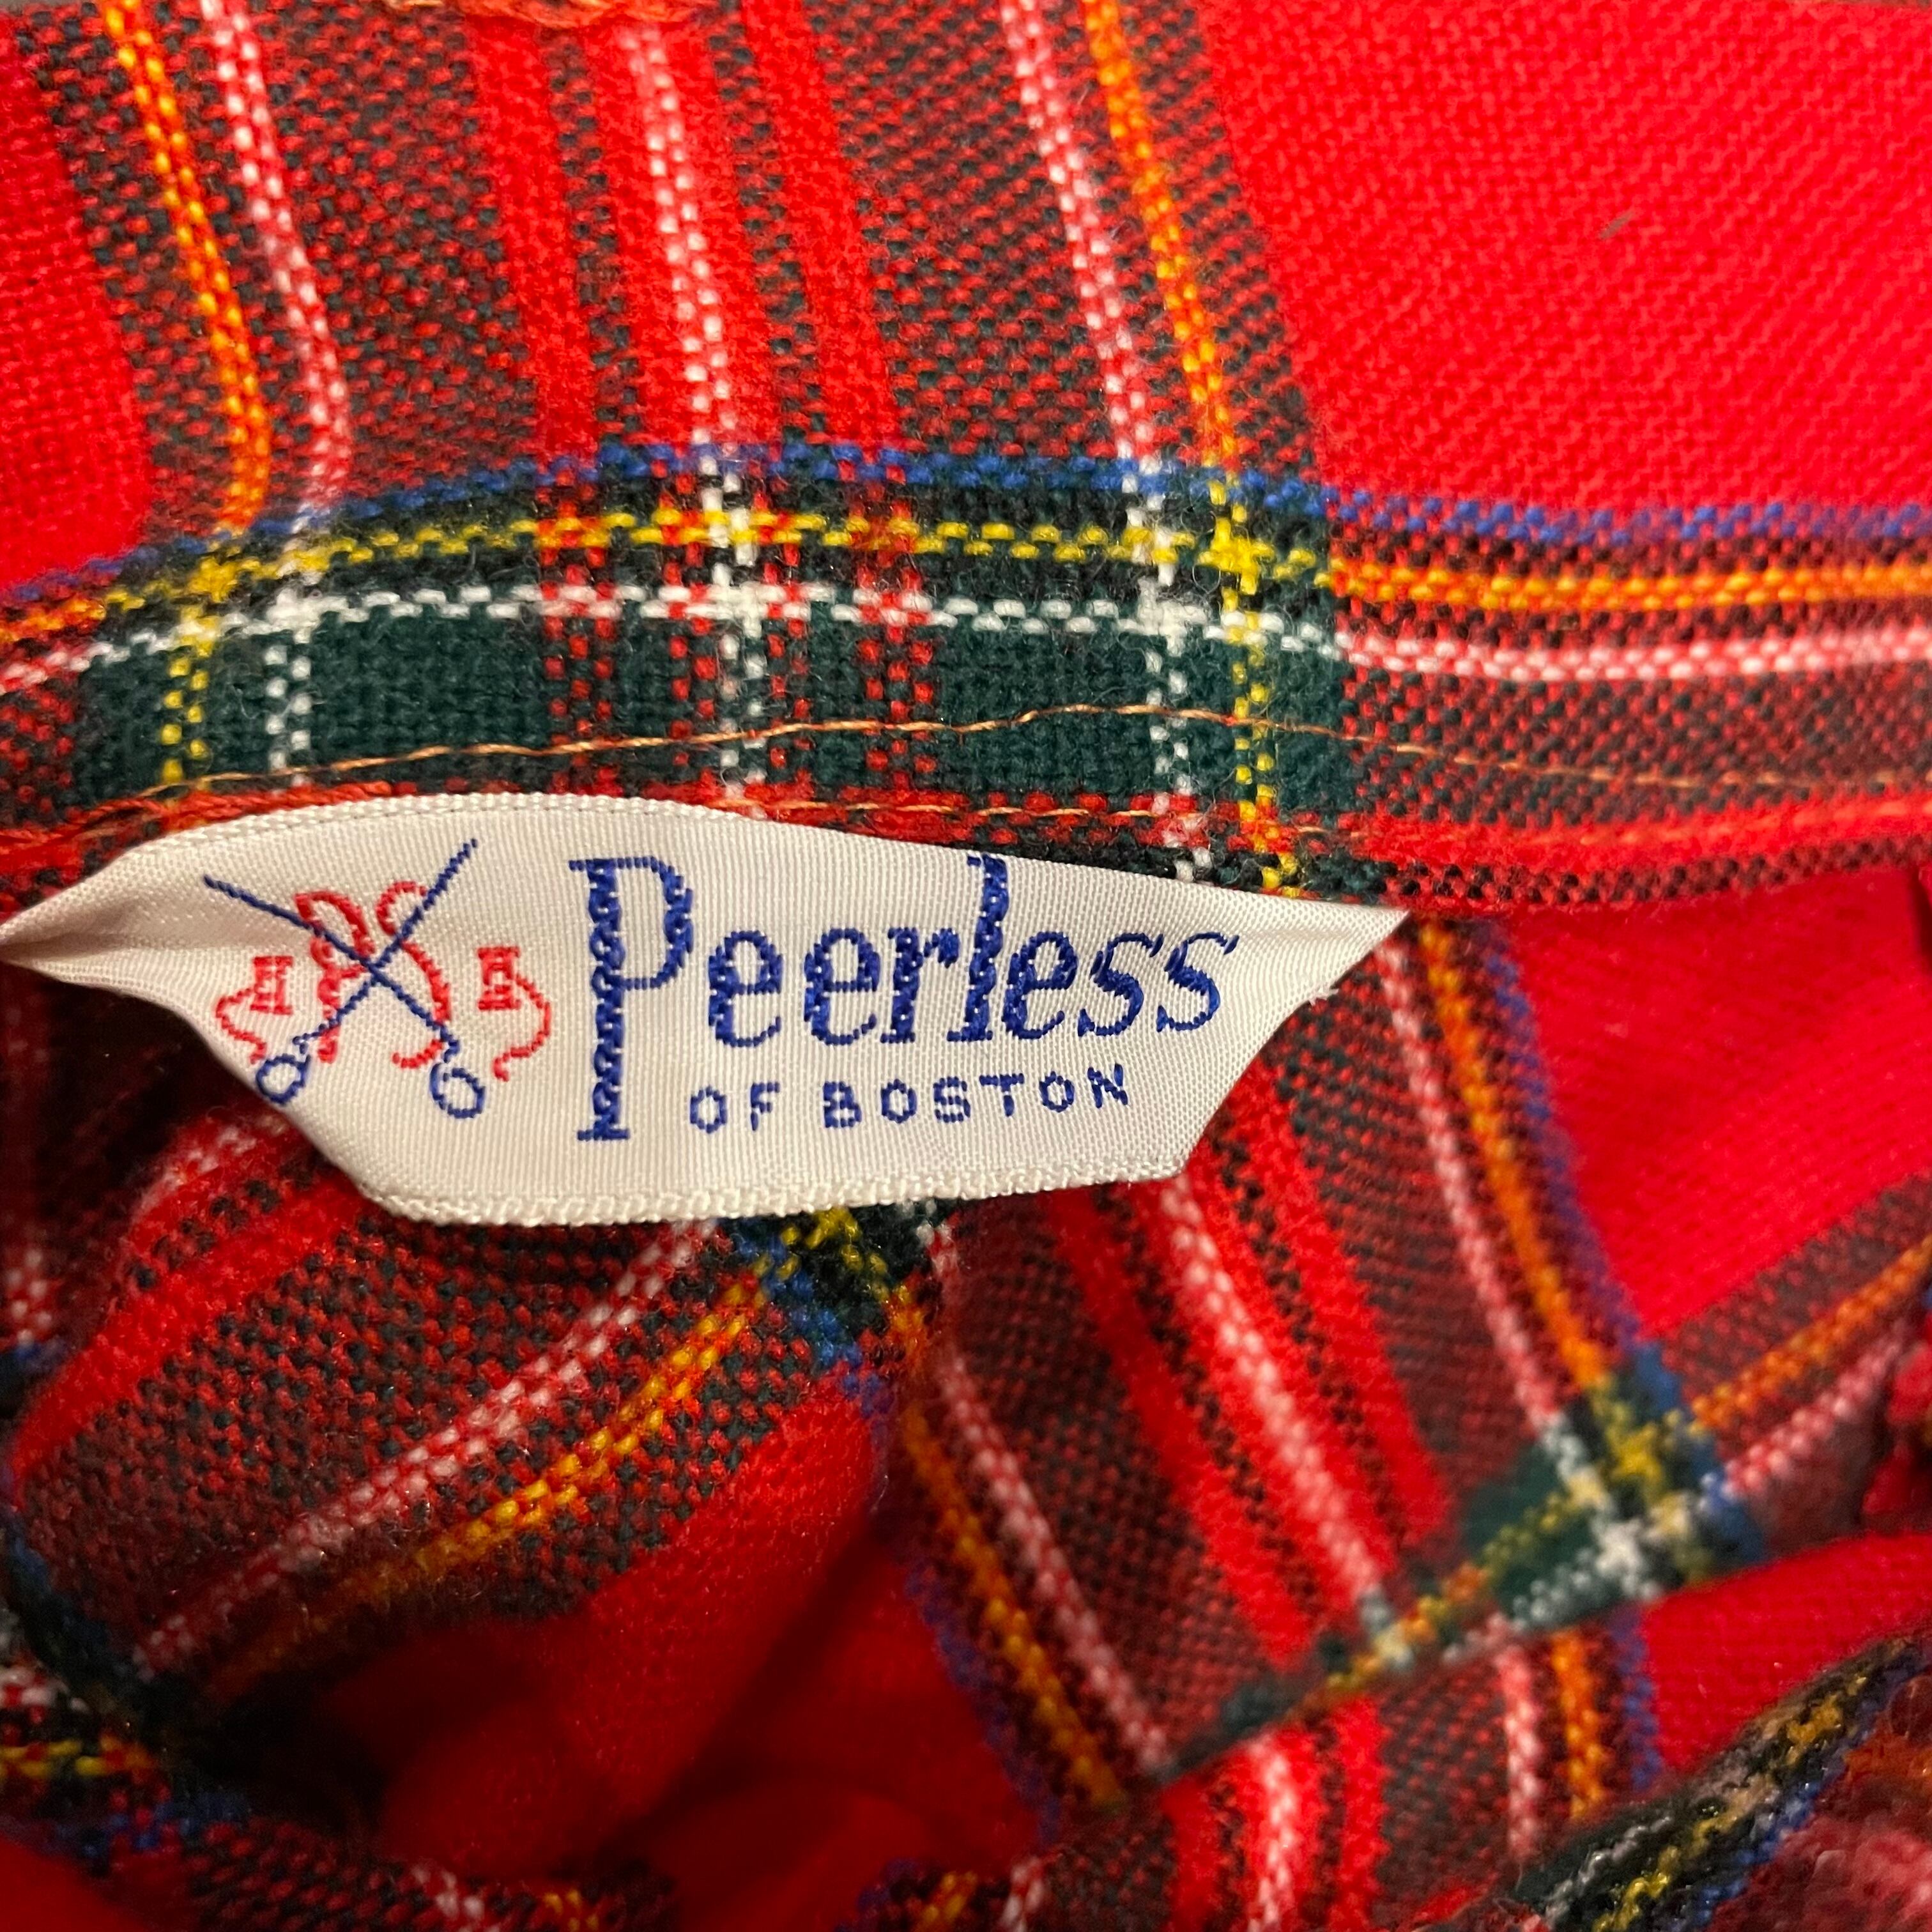 H H
Peerless
OF BOSTON